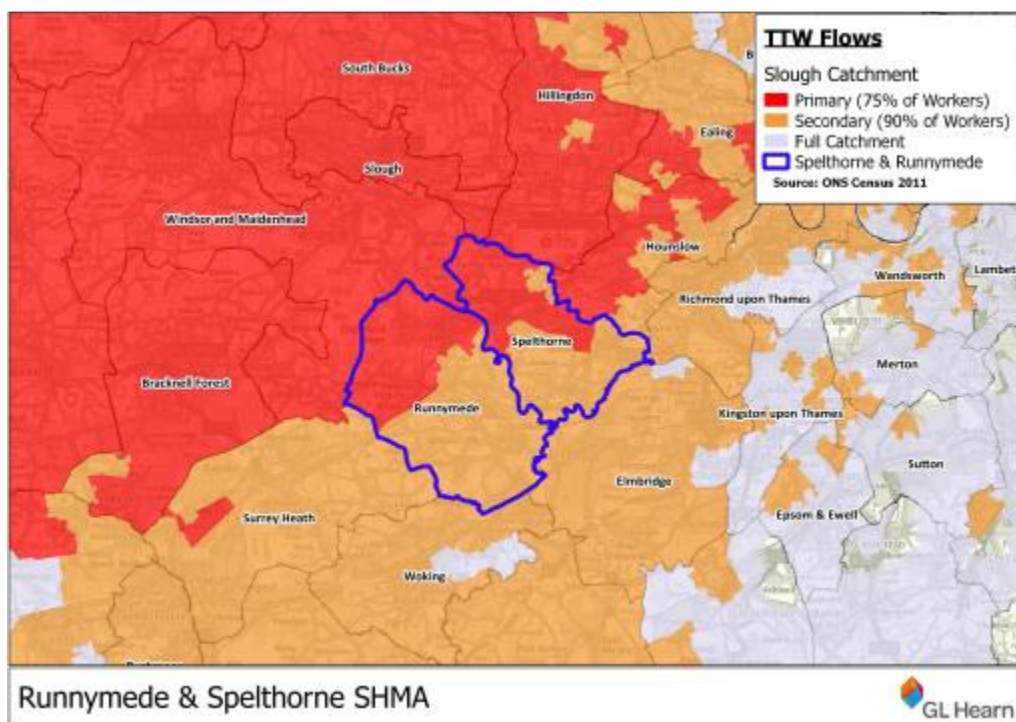 TTW Flows
Slough Catchment
Primary (75% of Workers)
Secondary (90% of Workers)
Full Catchment
Spelthorne & Runnymede
Source: ONS Census 2011
South Bucks
Hillingdon
Ealing
Slough
Windsor and Maidenhead
Hounslow
Wandsworth
Lambet
Richmond upon Thames
Spelthorne
Merton
Bracknell Forest
Runnymede
Kingston upon Thames
Sutton
Elmbridge
Surrey Heath
Epsom & Ewell
Woking
Runnymede & Spelthorne SHMA
GL Hearn